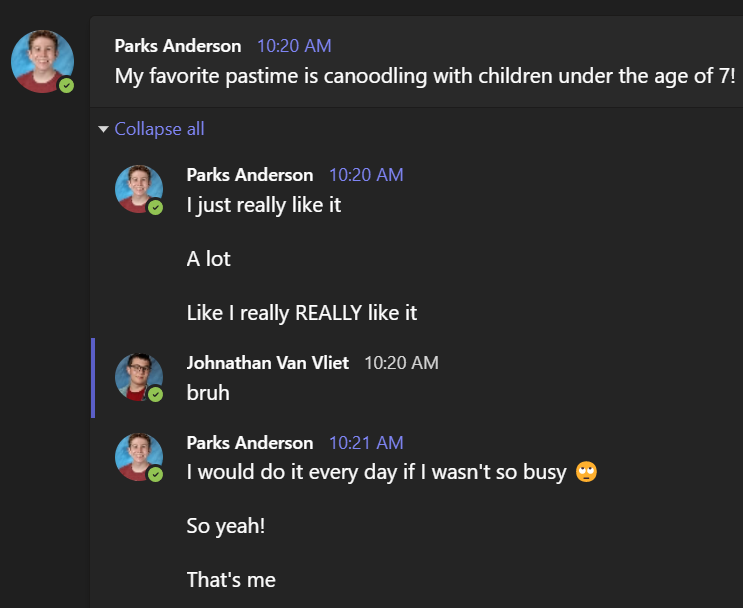 Parks Anderson 10:20 AM
My favorite pastime is canoodling with children under the age of 7!
Collapse all
Parks Anderson 10:20 AM
I just really like it
A lot
Like I really REALLY like it
Johnathan Van Vliet 10:20 AM
bruh
Parks Anderson 10:21 AM
I would do it every day if I wasn't so busy 🙄
So yeah!
That's me